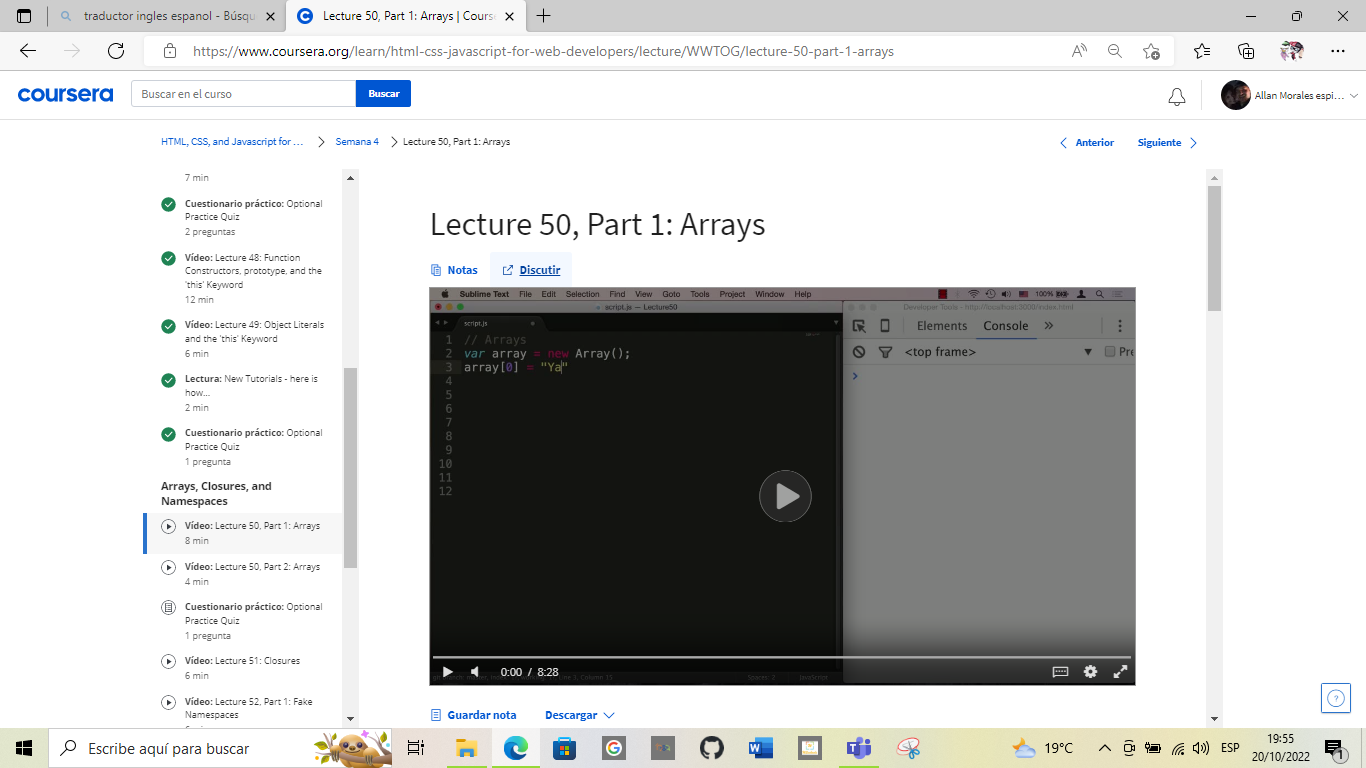 traductor ingles espanol - Búsqu
Lecture 50, Part 1: Arrays | Cours
https://www.coursera.org/learn/html-css-javascript-for-web-developers/lecture/WWTOG/lecture-50-part-1-arrays
coursera
Buscar en el curso
Buscar
Allan Morales espi...
HTML, CSS, and Javascript for ...
Semana 4
Lecture 50, Part 1: Arrays
Anterior
Siguiente
7 min
Cuestionario práctico: Optional
Practice Quiz
2 preguntas
Vídeo: Lecture 48: Function
Constructors, prototype, and the
'this' Keyword
12 min
Vídeo: Lecture 49: Object Literals
and the 'this' Keyword
6 min
Lectura: New Tutorials - here is
how...
2 min
Cuestionario práctico: Optional
Practice Quiz
1 pregunta
Arrays, Closures, and
Namespaces
Vídeo: Lecture 50, Part 1: Arrays
8 min
Vídeo: Lecture 50, Part 2: Arrays
4 min
Cuestionario práctico: Optional
Practice Quiz
1 pregunta
Vídeo: Lecture 51: Closures
6 min
Vídeo: Lecture 52, Part 1: Fake
Namespaces
Lecture 50, Part 1: Arrays
Notas
Discutir
Sublime Text File Edit Selection Find View Goto Tools Project Window Help
100%
script.js — Lecture50
Developer Tools - http://localhost:3000/index.html
script.js
Elements Console
<top frame>
Pre
1 // Arrays
2 var array = new Array();
3 array[0] = "Ya"
4
5
6
7
8
9
10
11
12
Line 3, Column 15
Spaces: 2
JavaScript
0:00 / 8:28
Guardar nota
Descargar
Escribe aquí para buscar
19°C
ESP
19:55
20/10/2022
1